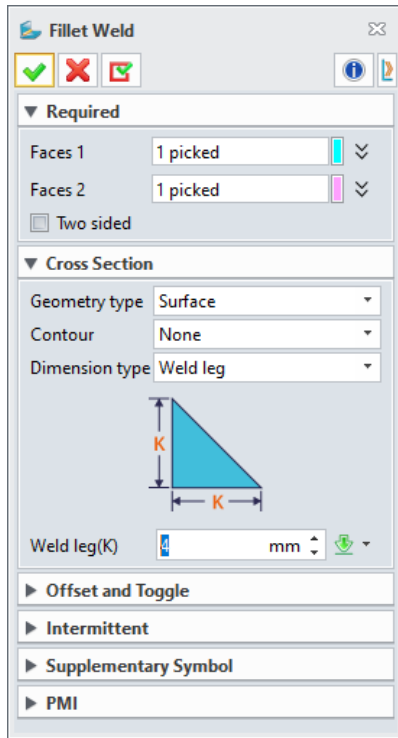 Fillet Weld
Required
Faces 1 1 picked
Faces 2 1 picked
Two sided
Cross Section
Geometry type Surface
Contour None
Dimension type Weld leg
K
K
Weld leg(K) 4 mm
Offset and Toggle
Intermittent
Supplementary Symbol
PMI